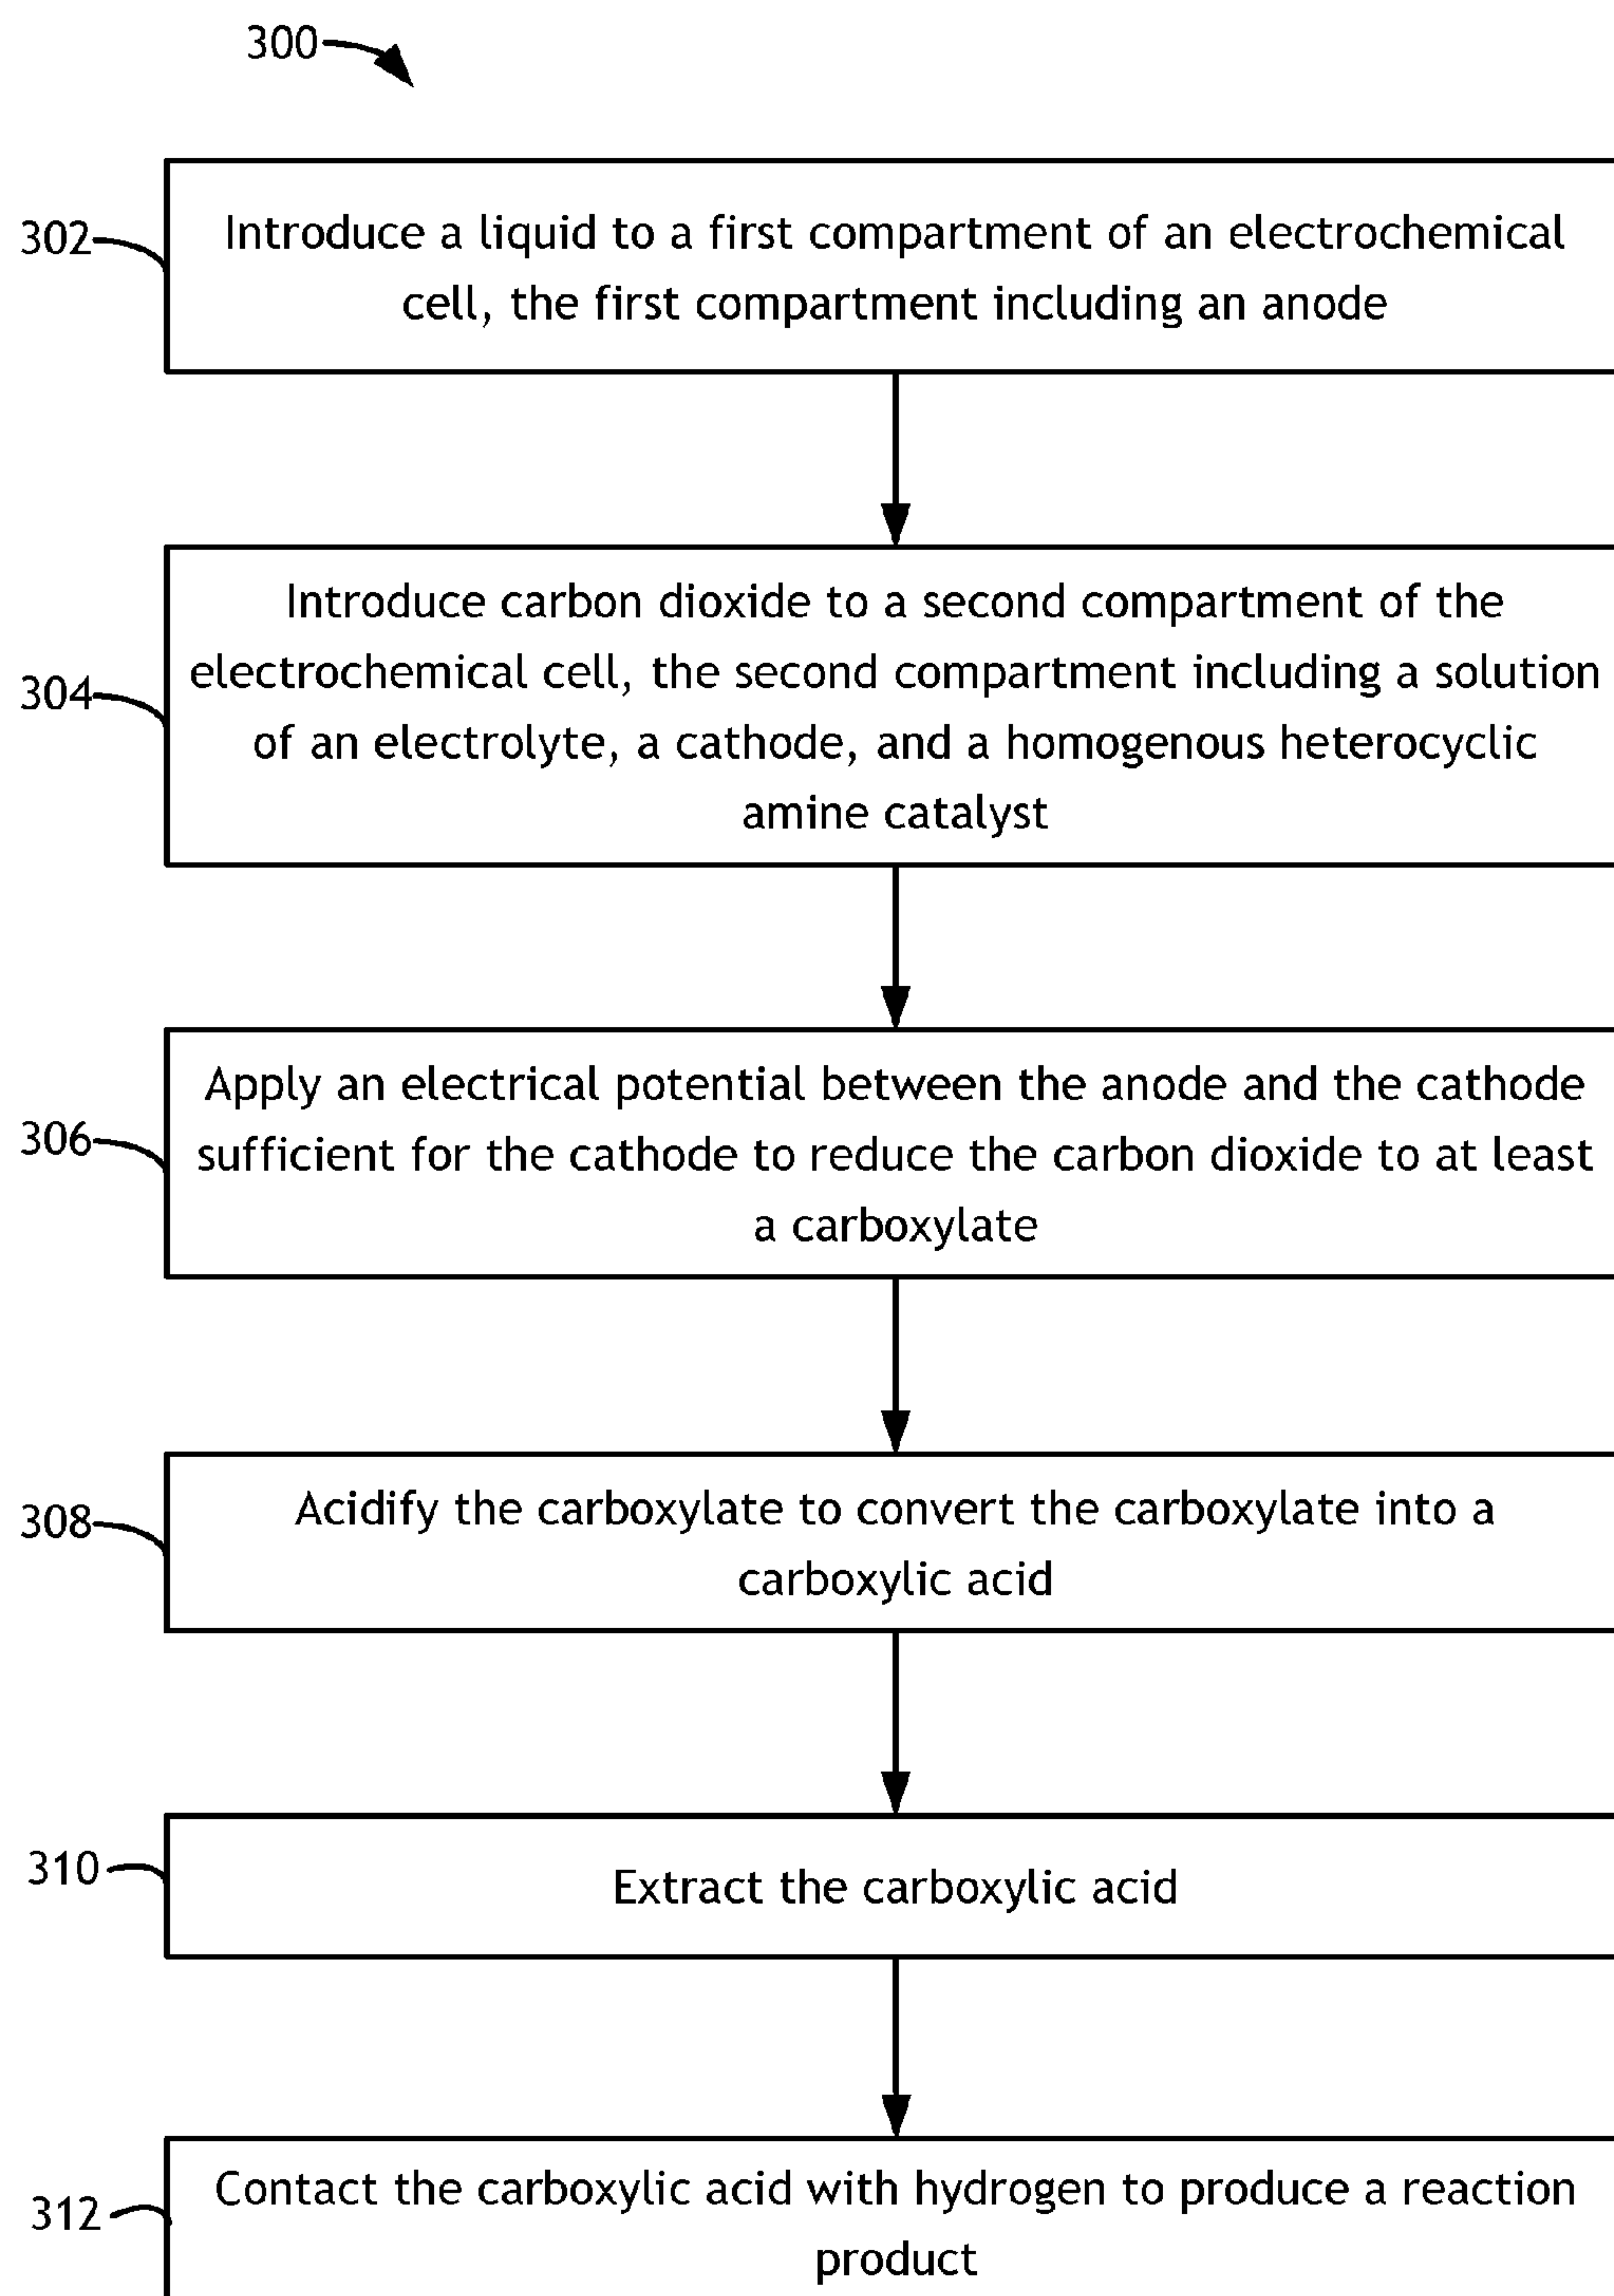 300
302
Introduce a liquid to a first compartment of an electrochemical
cell, the first compartment including an anode
304
Introduce carbon dioxide to a second compartment of the
electrochemical cell, the second compartment including a solution
of an electrolyte, a cathode, and a homogenous heterocyclic
amine catalyst
306
Apply an electrical potential between the anode and the cathode
sufficient for the cathode to reduce the carbon dioxide to at least
a carboxylate
308
Acidify the carboxylate to convert the carboxylate into a
carboxylic acid
310
Extract the carboxylic acid
312
Contact the carboxylic acid with hydrogen to produce a reaction
product